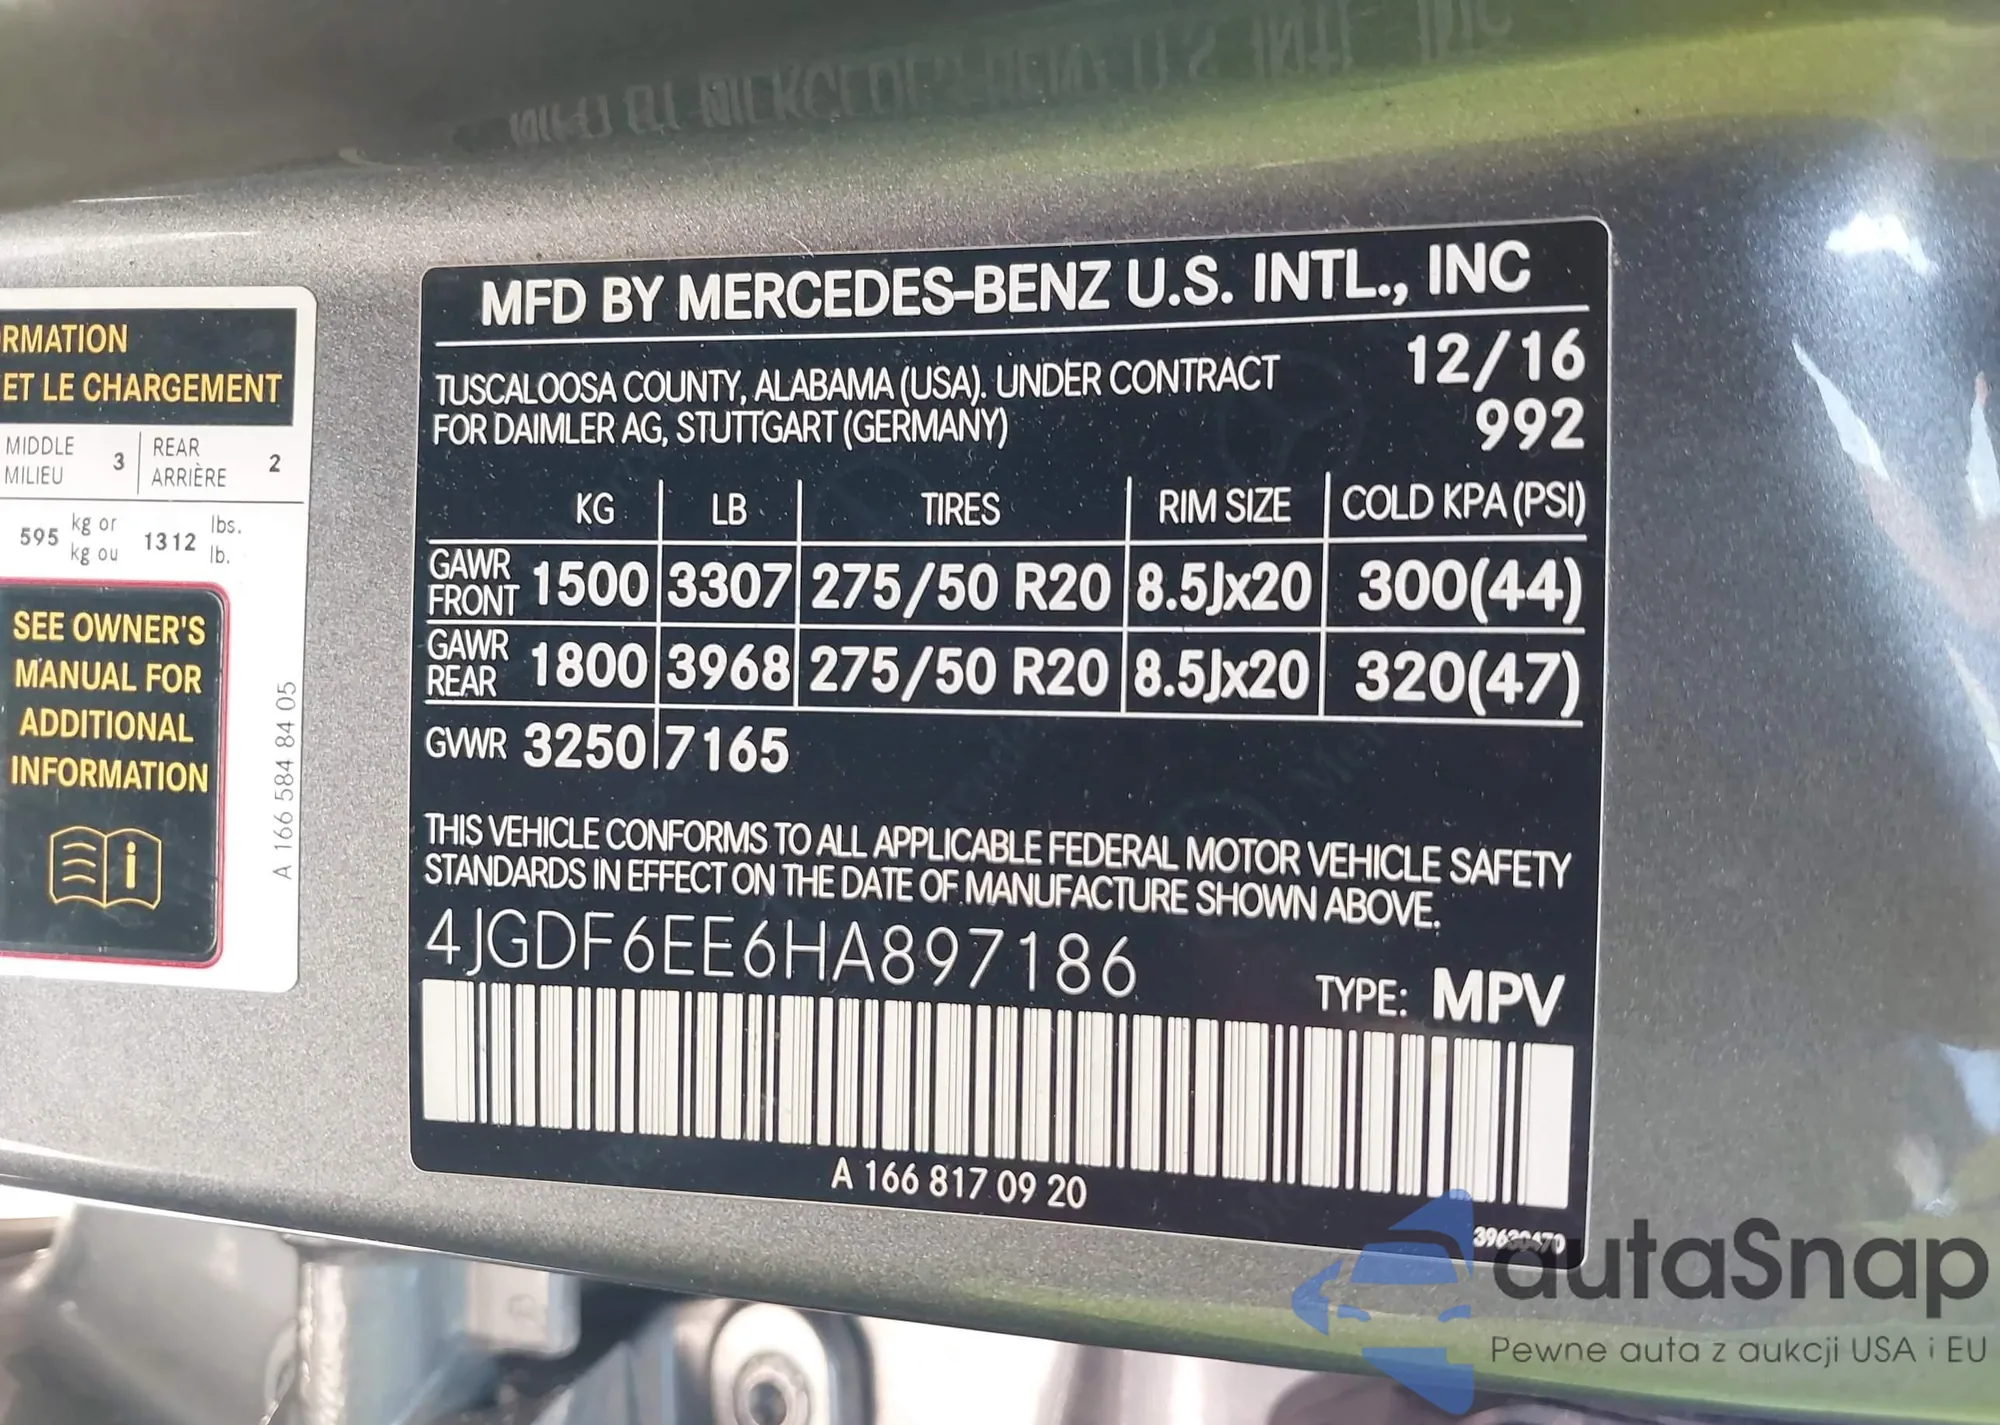 RMATION
ET LE CHARGEMENT
MIDDLE
MILIEU 3
REAR
ARRIÈRE 2
595 kg or
kg ou 1312 lbs.
lb.
SEE OWNER'S
MANUAL FOR
ADDITIONAL
INFORMATION
A 166 584 84 05
MFD BY MERCEDES-BENZ U.S. INTL., INC
TUSCALOOSA COUNTY, ALABAMA (USA). UNDER CONTRACT
FOR DAIMLER AG, STUTTGART (GERMANY)
12/16
992
KG LB TIRES RIM SIZE COLD KPA (PSI)
GAWR
FRONT 1500 3307 275/50 R20 8.5Jx20 300(44)
GAWR
REAR 1800 3968 275/50 R20 8.5Jx20 320(47)
GVWR 3250 7165
THIS VEHICLE CONFORMS TO ALL APPLICABLE FEDERAL MOTOR VEHICLE SAFETY
STANDARDS IN EFFECT ON THE DATE OF MANUFACTURE SHOWN ABOVE.
4JGDF6EE6HA897186
TYPE: MPV
A 166 817 09 20
autaSnap
Pewne auta z aukcji USA i EU